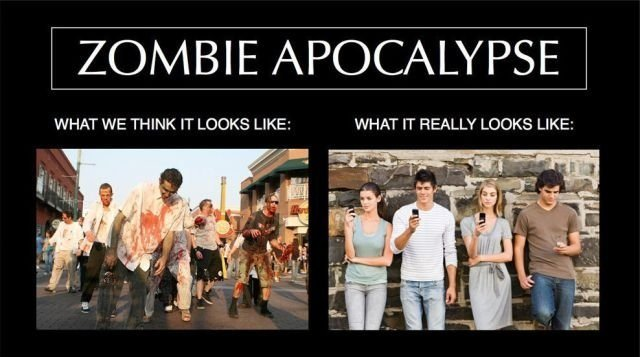 ZOMBIE APOCALYPSE
WHAT WE THINK IT LOOKS LIKE:
WHAT IT REALLY LOOKS LIKE: